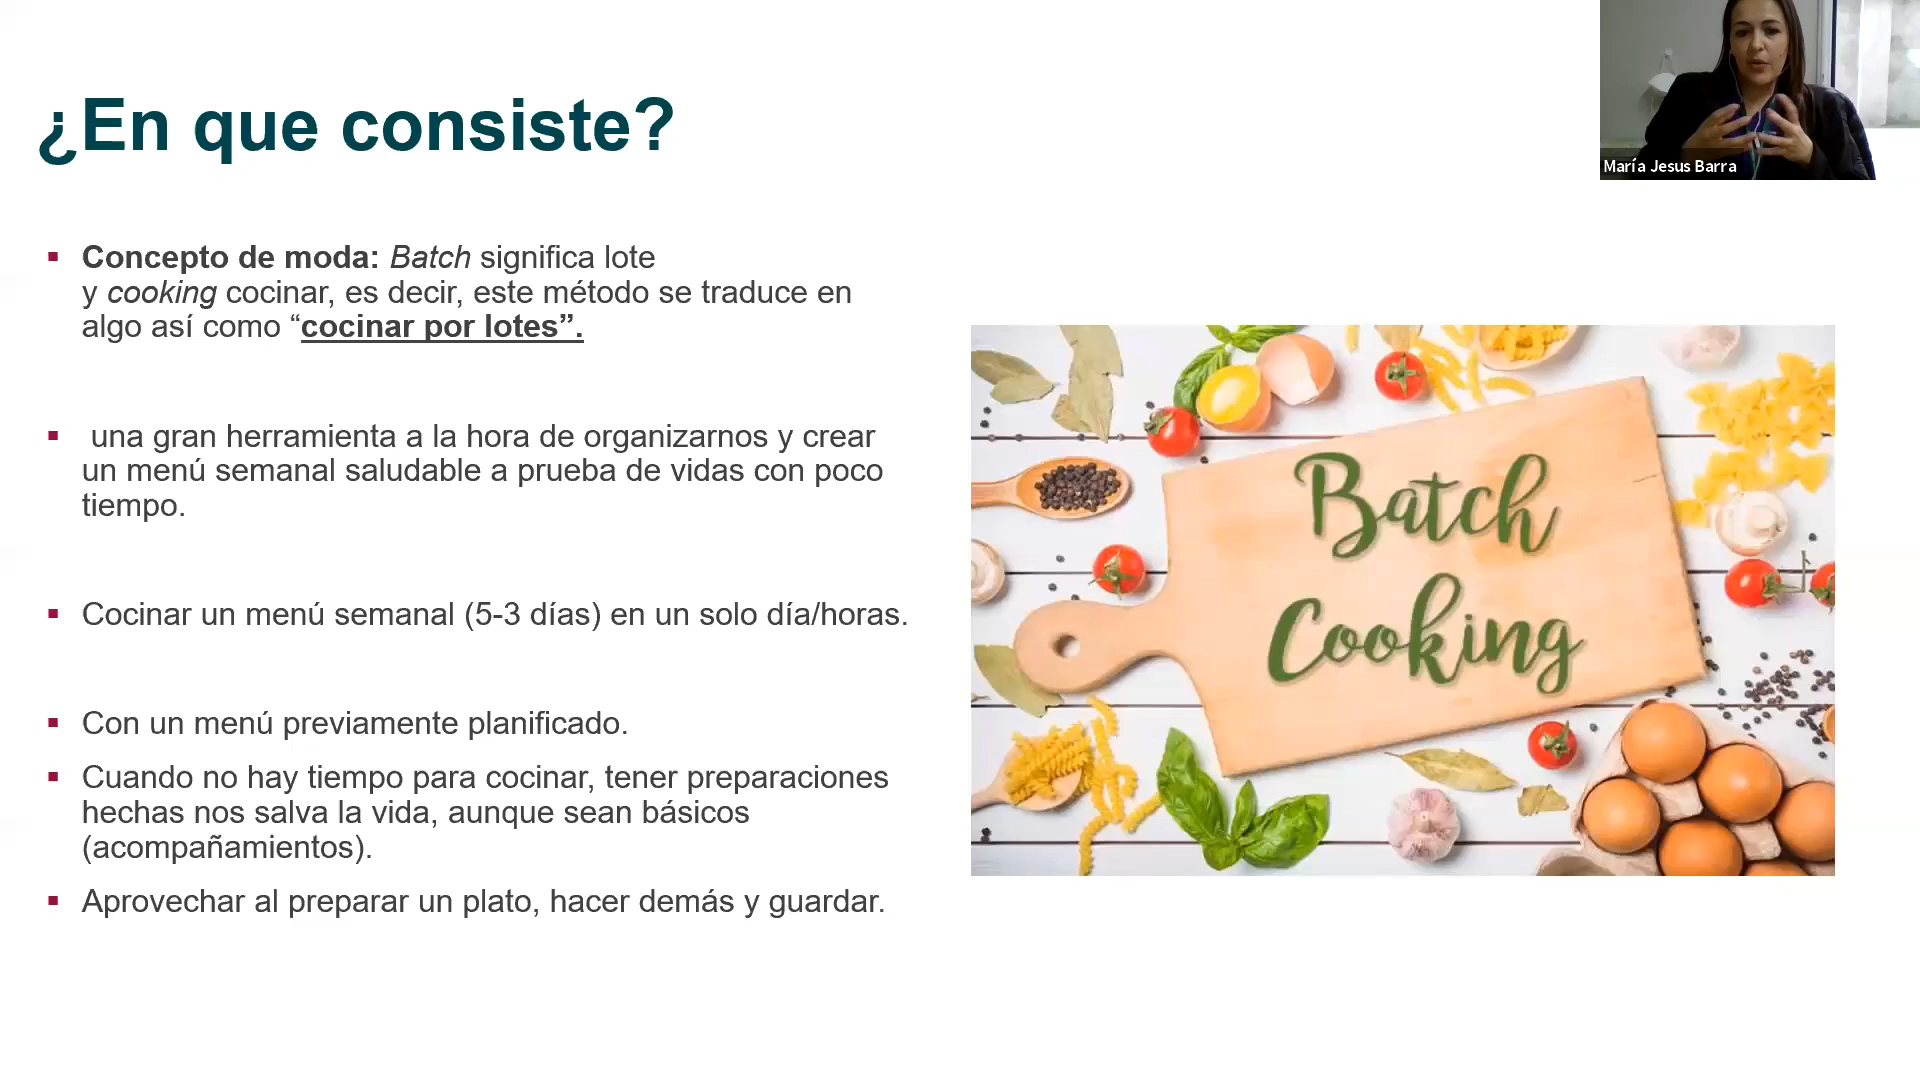 ¿En que consiste?
María Jesus Barra
▪ Concepto de moda: Batch significa lote
y cooking cocinar, es decir, este método se traduce en
algo así como “cocinar por lotes”.
▪ una gran herramienta a la hora de organizarnos y crear
un menú semanal saludable a prueba de vidas con poco
tiempo.
▪ Cocinar un menú semanal (5-3 días) en un solo día/horas.
▪ Con un menú previamente planificado.
▪ Cuando no hay tiempo para cocinar, tener preparaciones
hechas nos salva la vida, aunque sean básicos
(acompañamientos).
▪ Aprovechar al preparar un plato, hacer demás y guardar.
Batch
Cooking